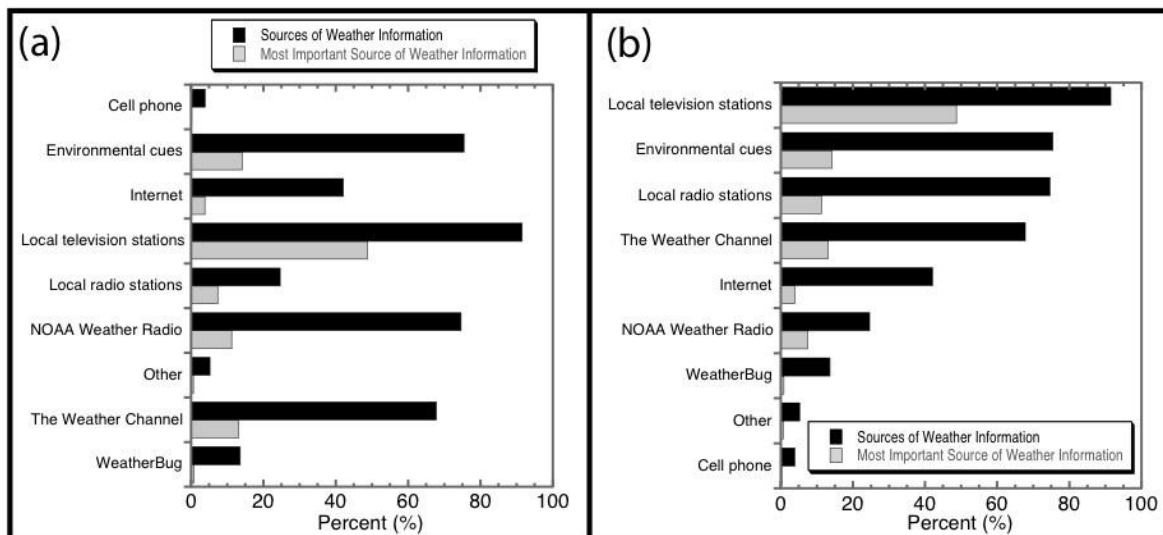 (a)
Sources of Weather Information
Most Important Source of Weather Information
Cell phone
Environmental cues
Internet
Local television stations
Local radio stations
NOAA Weather Radio
Other
The Weather Channel
WeatherBug
0 20 40 60 80 100
Percent (%)
(b)
Local television stations
Environmental cues
Local radio stations
The Weather Channel
Internet
NOAA Weather Radio
WeatherBug
Other
Cell phone
Sources of Weather Information
Most Important Source of Weather Information
0 20 40 60 80 100
Percent (%)